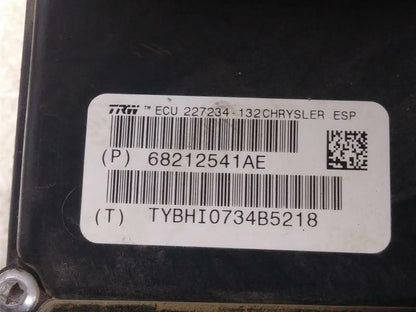 TRW ™ ECU 227234-132CHRYSLER ESP
(P) 68212541AE
(T) TYBHI0734B5218